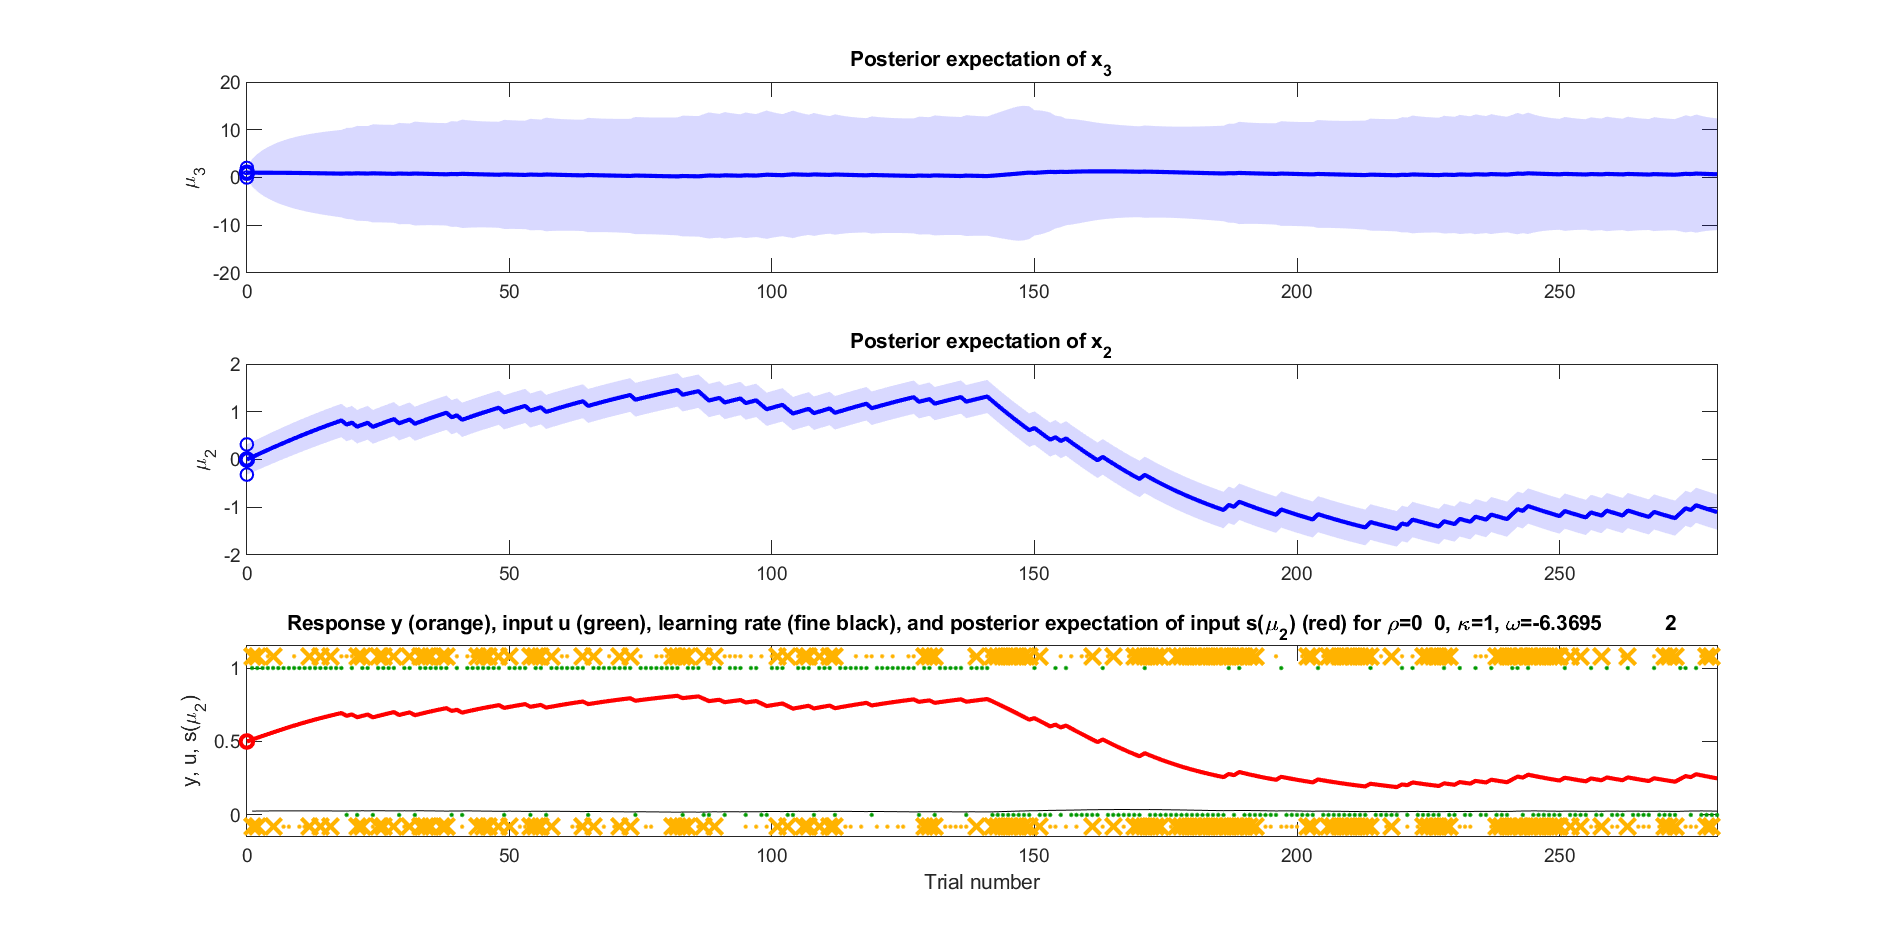 Posterior expectation of x3
20
10
0
-10
-20
μ3
0 50 100 150 200 250
Posterior expectation of x2
2
1
0
-1
-2
μ2
0 50 100 150 200 250
Response y (orange), input u (green), learning rate (fine black), and posterior expectation of input s(μ2) (red) for ρ=0 0, κ=1, ω=-6.3695 2
1
0.5
0
y, u, s(μ2)
0 50 100 150 200 250
Trial number